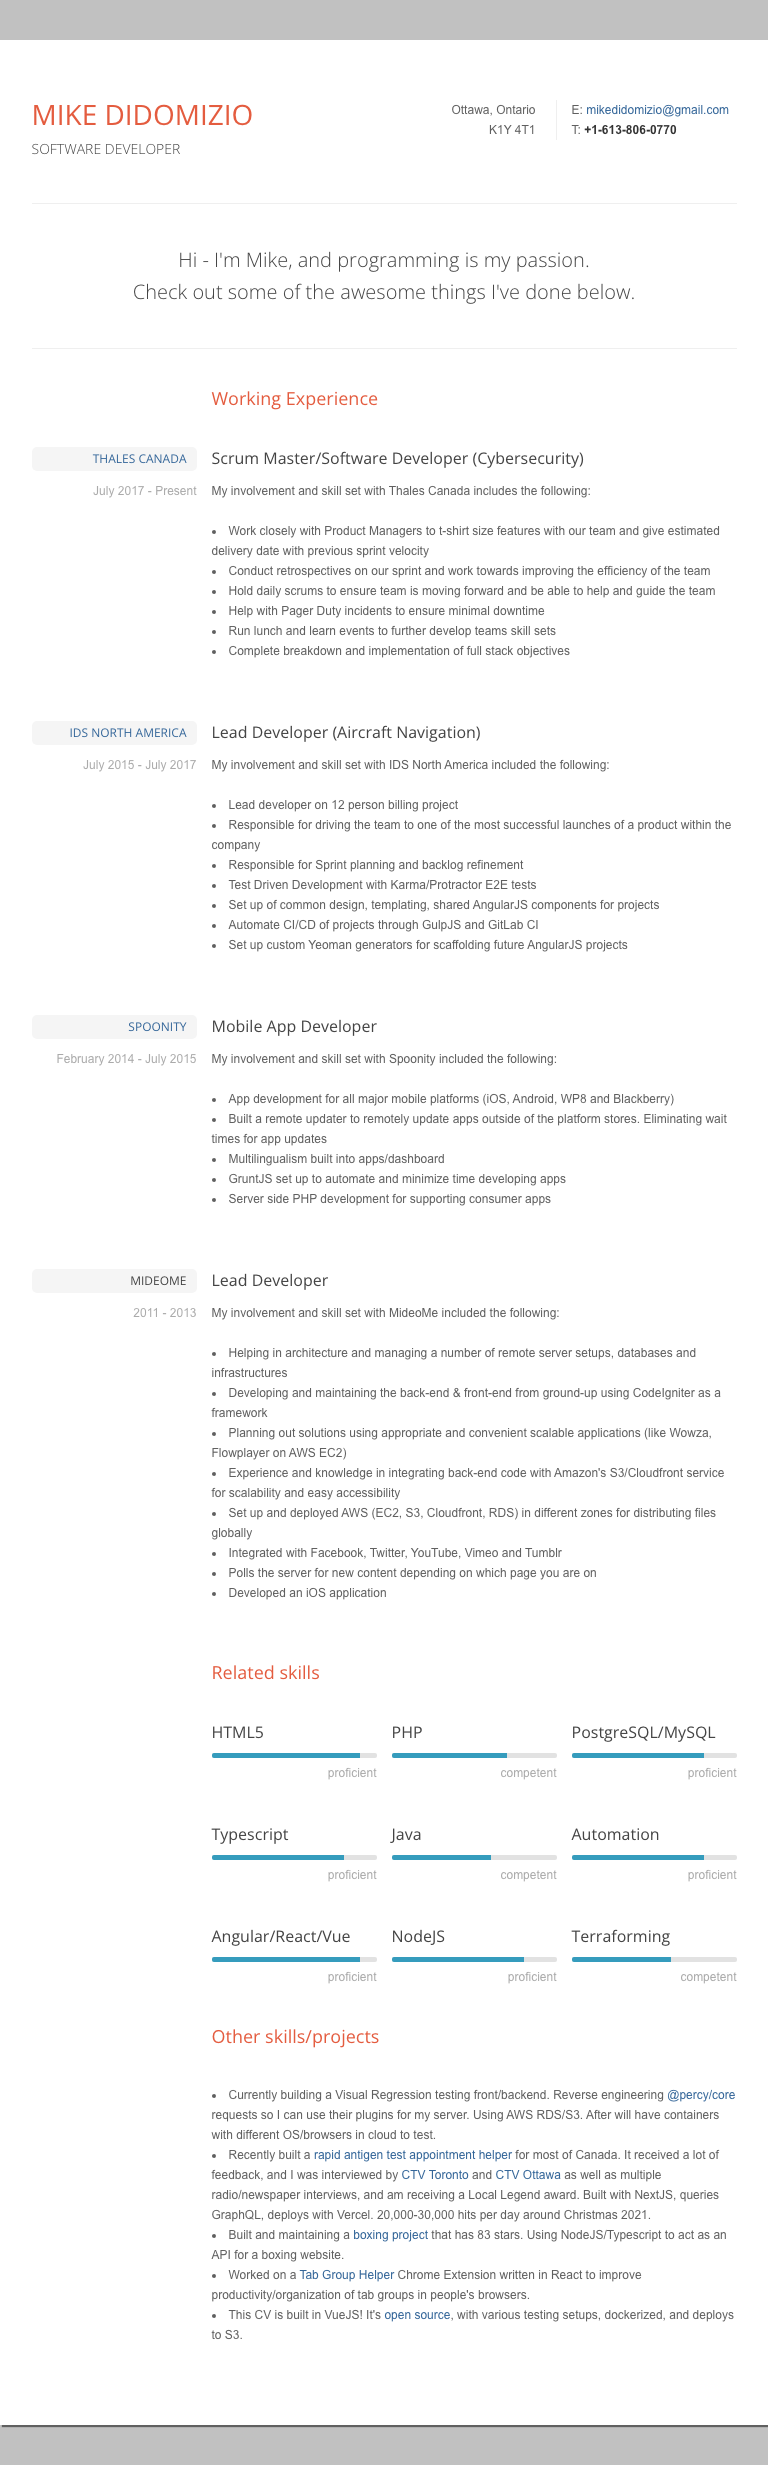 MIKE DIDOMIZIO
SOFTWARE DEVELOPER
Ottawa, Ontario
K1Y 4T1
E: mikedidomizio@gmail.com
T: +1-613-806-0770
Hi - I'm Mike, and programming is my passion.
Check out some of the awesome things I've done below.
Working Experience
THALES CANADA
July 2017 - Present
Scrum Master/Software Developer (Cybersecurity)
My involvement and skill set with Thales Canada includes the following:
• Work closely with Product Managers to t-shirt size features with our team and give estimated
delivery date with previous sprint velocity
• Conduct retrospectives on our sprint and work towards improving the efficiency of the team
• Hold daily scrums to ensure team is moving forward and be able to help and guide the team
• Help with Pager Duty incidents to ensure minimal downtime
• Run lunch and learn events to further develop teams skill sets
• Complete breakdown and implementation of full stack objectives
IDS NORTH AMERICA
July 2015 - July 2017
Lead Developer (Aircraft Navigation)
My involvement and skill set with IDS North America included the following:
• Lead developer on 12 person billing project
• Responsible for driving the team to one of the most successful launches of a product within the
company
• Responsible for Sprint planning and backlog refinement
• Test Driven Development with Karma/Protractor E2E tests
• Set up of common design, templating, shared AngularJS components for projects
• Automate CI/CD of projects through GulpJS and GitLab CI
• Set up custom Yeoman generators for scaffolding future AngularJS projects
SPOONITY
February 2014 - July 2015
Mobile App Developer
My involvement and skill set with Spoonity included the following:
• App development for all major mobile platforms (iOS, Android, WP8 and Blackberry)
• Built a remote updater to remotely update apps outside of the platform stores. Eliminating wait
times for app updates
• Multilingualism built into apps/dashboard
• GruntJS set up to automate and minimize time developing apps
• Server side PHP development for supporting consumer apps
MIDEOME
2011 - 2013
Lead Developer
My involvement and skill set with MideoMe included the following:
• Helping in architecture and managing a number of remote server setups, databases and
infrastructures
• Developing and maintaining the back-end & front-end from ground-up using CodeIgniter as a
framework
• Planning out solutions using appropriate and convenient scalable applications (like Wowza,
Flowplayer on AWS EC2)
• Experience and knowledge in integrating back-end code with Amazon's S3/Cloudfront service
for scalability and easy accessibility
• Set up and deployed AWS (EC2, S3, Cloudfront, RDS) in different zones for distributing files
globally
• Integrated with Facebook, Twitter, YouTube, Vimeo and Tumblr
• Polls the server for new content depending on which page you are on
• Developed an iOS application
Related skills
HTML5
proficient
PHP
competent
PostgreSQL/MySQL
proficient
Typescript
proficient
Java
competent
Automation
proficient
Angular/React/Vue
proficient
NodeJS
proficient
Terraforming
competent
Other skills/projects
• Currently building a Visual Regression testing front/backend. Reverse engineering @percy/core
requests so I can use their plugins for my server. Using AWS RDS/S3. After will have containers
with different OS/browsers in cloud to test.
• Recently built a rapid antigen test appointment helper for most of Canada. It received a lot of
feedback, and I was interviewed by CTV Toronto and CTV Ottawa as well as multiple
radio/newspaper interviews, and am receiving a Local Legend award. Built with NextJS, queries
GraphQL, deploys with Vercel. 20,000-30,000 hits per day around Christmas 2021.
• Built and maintaining a boxing project that has 83 stars. Using NodeJS/Typescript to act as an
API for a boxing website.
• Worked on a Tab Group Helper Chrome Extension written in React to improve
productivity/organization of tab groups in people's browsers.
• This CV is built in VueJS! It's open source, with various testing setups, dockerized, and deploys
to S3.